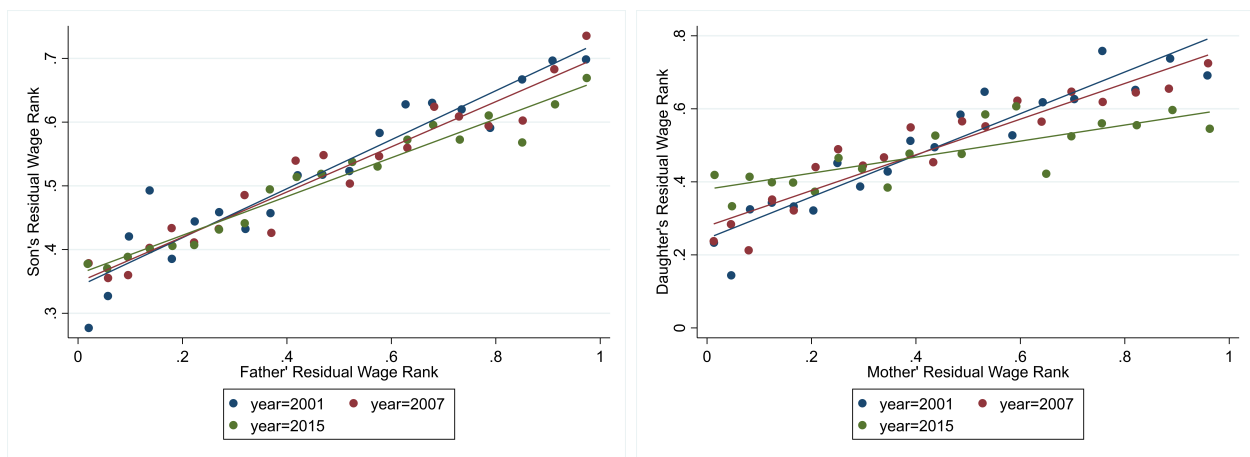 Son's Residual Wage Rank
.7
.6
.5
.4
.3
0 .2 .4 .6 .8 1
Father' Residual Wage Rank
year=2001 year=2007
year=2015
Daughter's Residual Wage Rank
.8
.6
.4
.2
0
0 .2 .4 .6 .8 1
Mother' Residual Wage Rank
year=2001 year=2007
year=2015